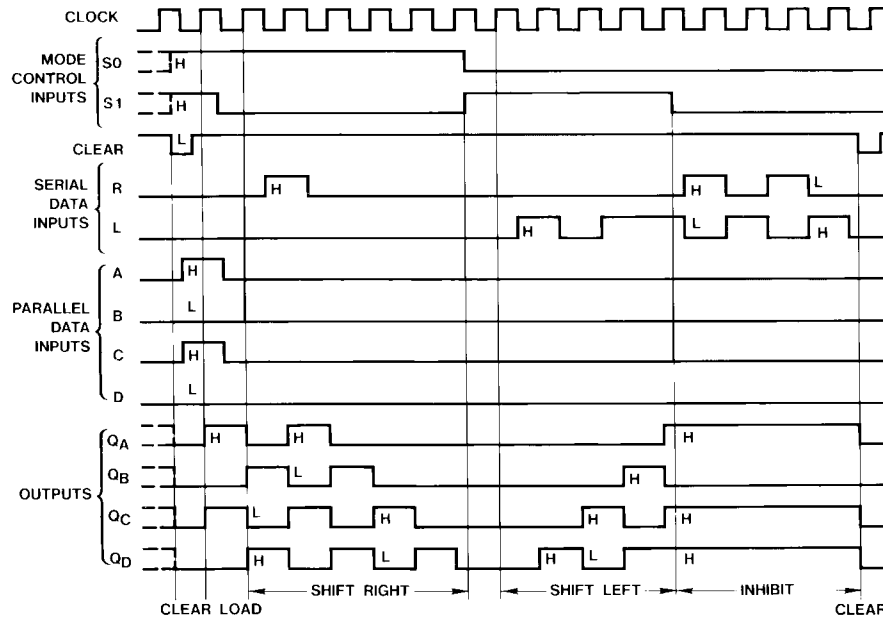 CLOCK
MODE
CONTROL
INPUTS
S0
H
S1
H
CLEAR
L
SERIAL
DATA
INPUTS
R
H
H
L
L
H
L
H
PARALLEL
DATA
INPUTS
A
H
B
L
C
H
D
L
OUTPUTS
QA
H
H
H
QB
L
H
QC
L
H
H
H
QD
H
L
H
L
H
CLEAR LOAD
SHIFT RIGHT
SHIFT LEFT
INHIBIT
CLEAR